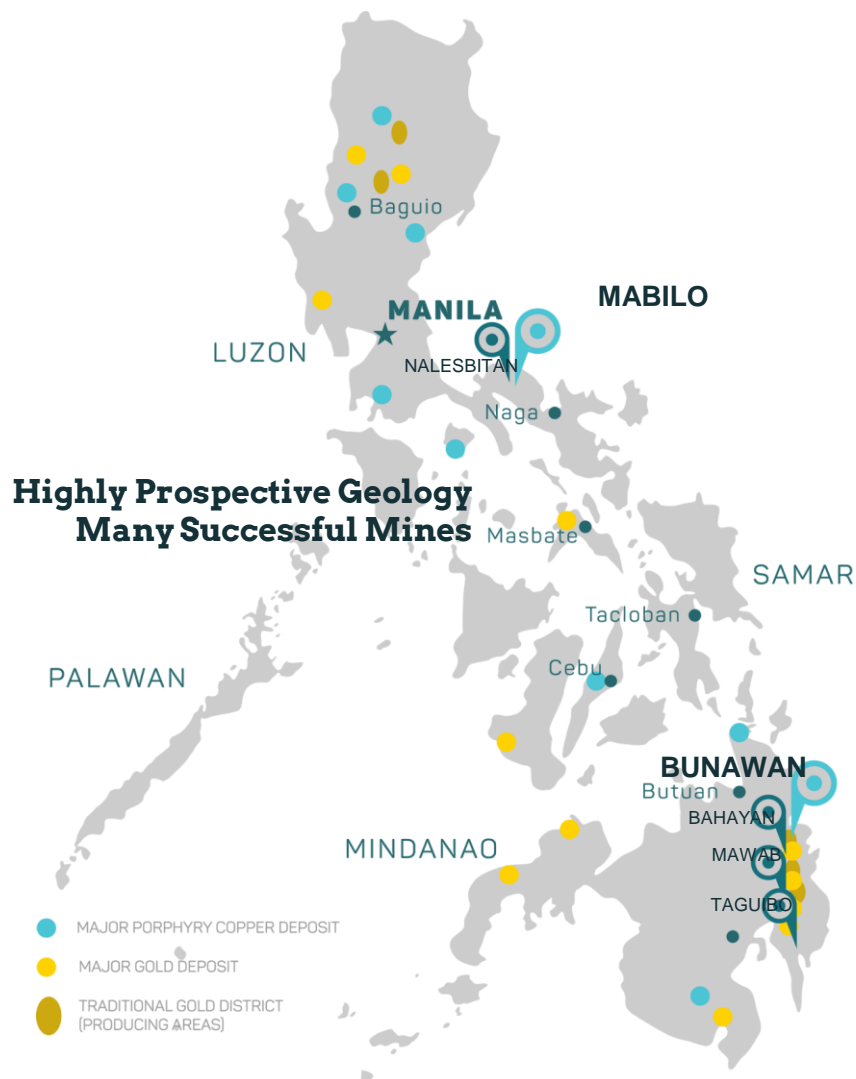 Baguio
MABILO
MANILA
LUZON
NALESBITAN
Naga
Highly Prospective Geology
Many Successful Mines
Masbate
SAMAR
Tacloban
Cebu
PALAWAN
BUNAWAN
Butuan
BAHAYAN
MINDANAO
MAWAB
TAGUIBO
MAJOR PORPHYRY COPPER DEPOSIT
MAJOR GOLD DEPOSIT
TRADITIONAL GOLD DISTRICT
(PRODUCING AREAS)